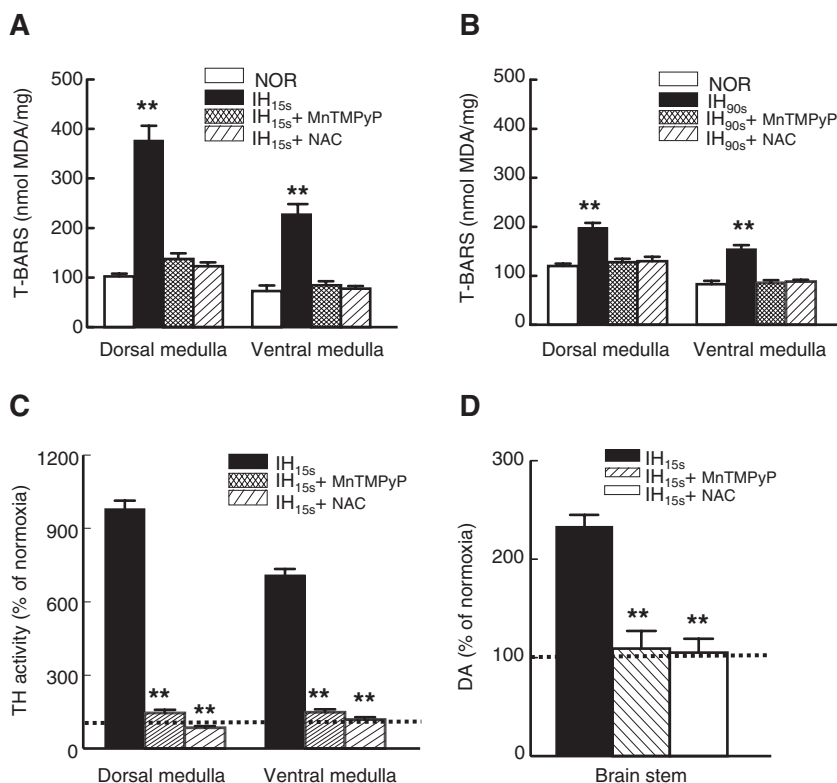 A
T-BARS (nmol MDA/mg)
500
400
300
200
100
0
NOR
IH15s
IH15s+ MnTMPyP
IH15s+ NAC
**
**
Dorsal medulla Ventral medulla
B
T-BARS (nmol MDA/mg)
500
400
300
200
100
0
NOR
IH90s
IH90s+ MnTMPyP
IH90s+ NAC
**
**
Dorsal medulla Ventral medulla
C
TH activity (% of normoxia)
1200
900
600
300
0
IH15s
IH15s+ MnTMPyP
IH15s+ NAC
** ** ** **
Dorsal medulla Ventral medulla
D
DA (% of normoxia)
300
200
100
0
IH15s
IH15s+ MnTMPyP
IH15s+ NAC
** **
Brain stem